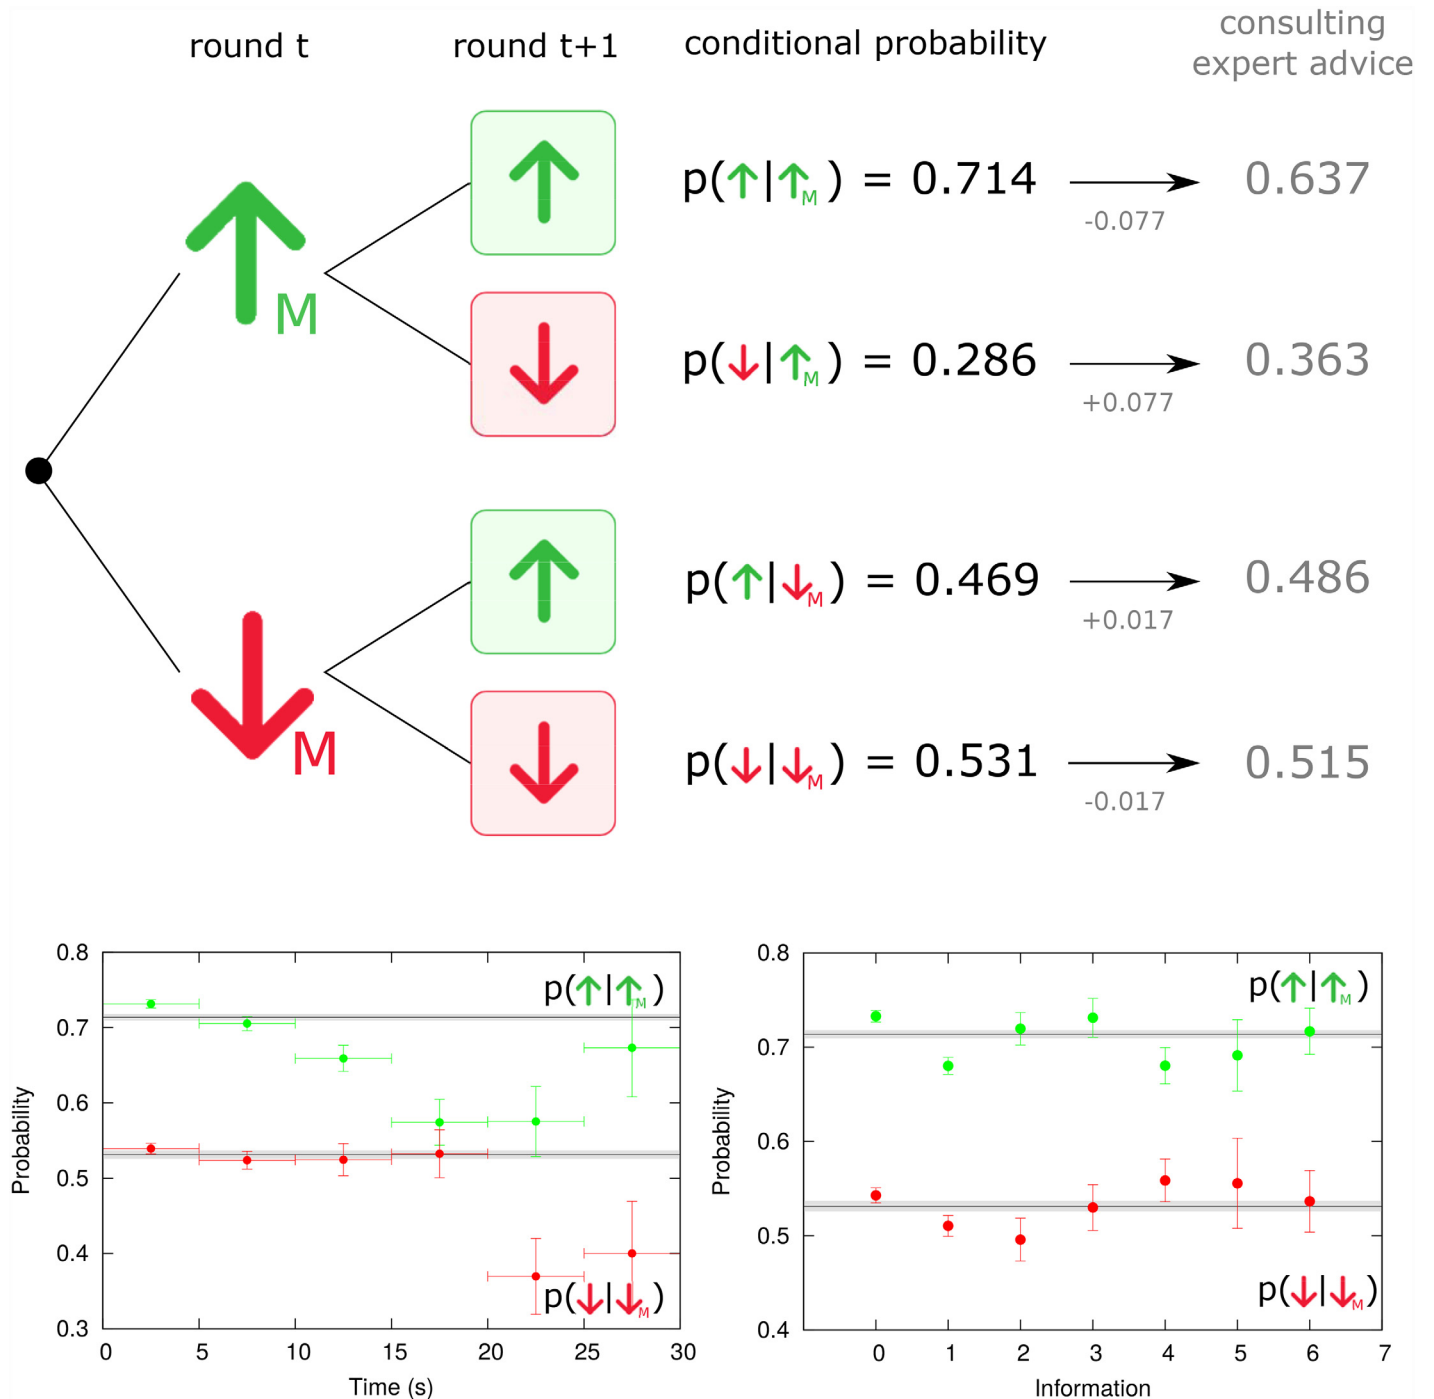 round t
round t+1
conditional probability
consulting
expert advice
p(↑|↑M) = 0.714
-0.077
0.637
M
p(↓|↑M) = 0.286
+0.077
0.363
p(↑|↓M) = 0.469
+0.017
0.486
M
p(↓|↓M) = 0.531
-0.017
0.515
0.8
0.7
0.6
0.5
0.4
0.3
Probability
p(↑|↑M)
p(↓|↓M)
0 5 10 15 20 25 30
Time (s)
0.8
0.7
0.6
0.5
0.4
Probability
p(↑|↑M)
p(↓|↓M)
0 1 2 3 4 5 6 7
Information